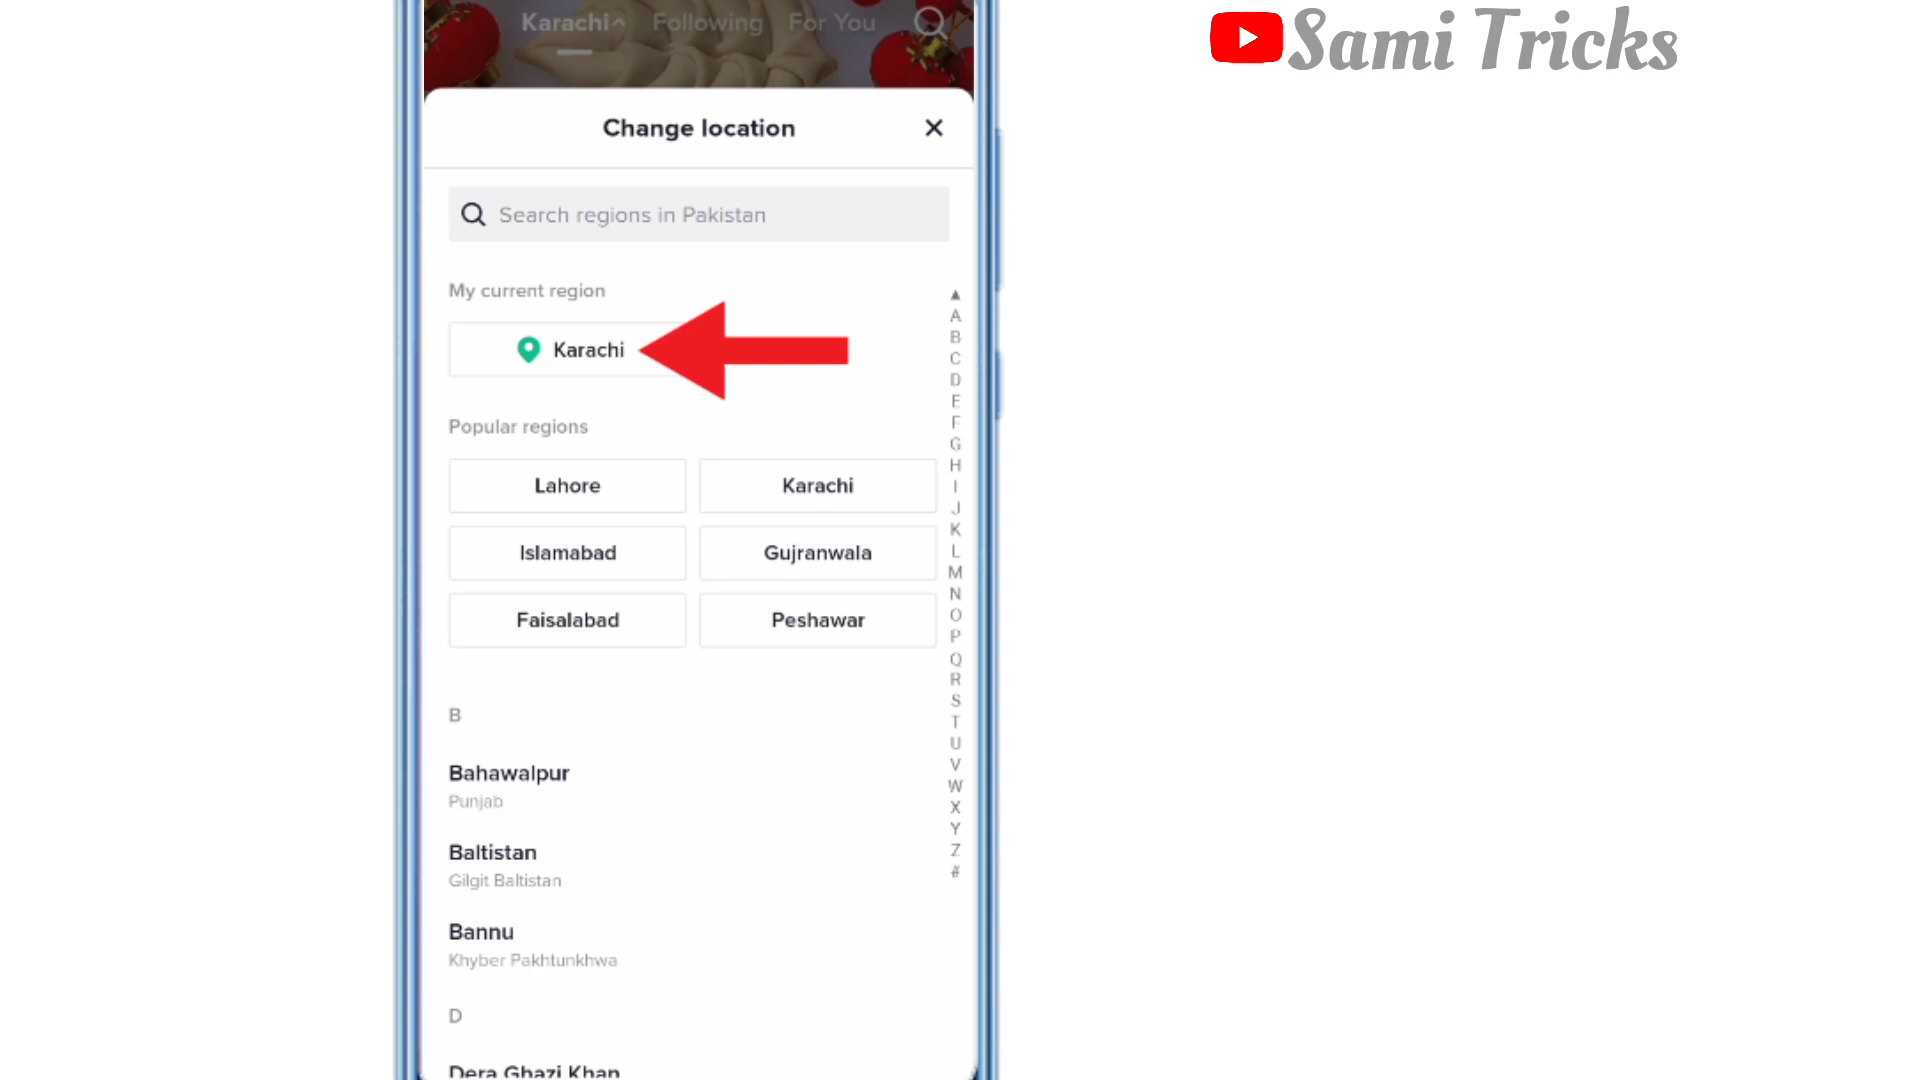 Karachi Following For You
Sami Tricks
Change location
Search regions in Pakistan
My current region
Karachi
Popular regions
Lahore Karachi
Islamabad Gujranwala
Faisalabad Peshawar
B
Bahawalpur
Punjab
Baltistan
Gilgit Baltistan
Bannu
Khyber Pakhtunkhwa
D
Dera Ghazi Khan
A
B
C
D
E
F
G
H
I
J
K
L
M
N
O
P
Q
R
S
T
U
V
W
X
Y
Z
#